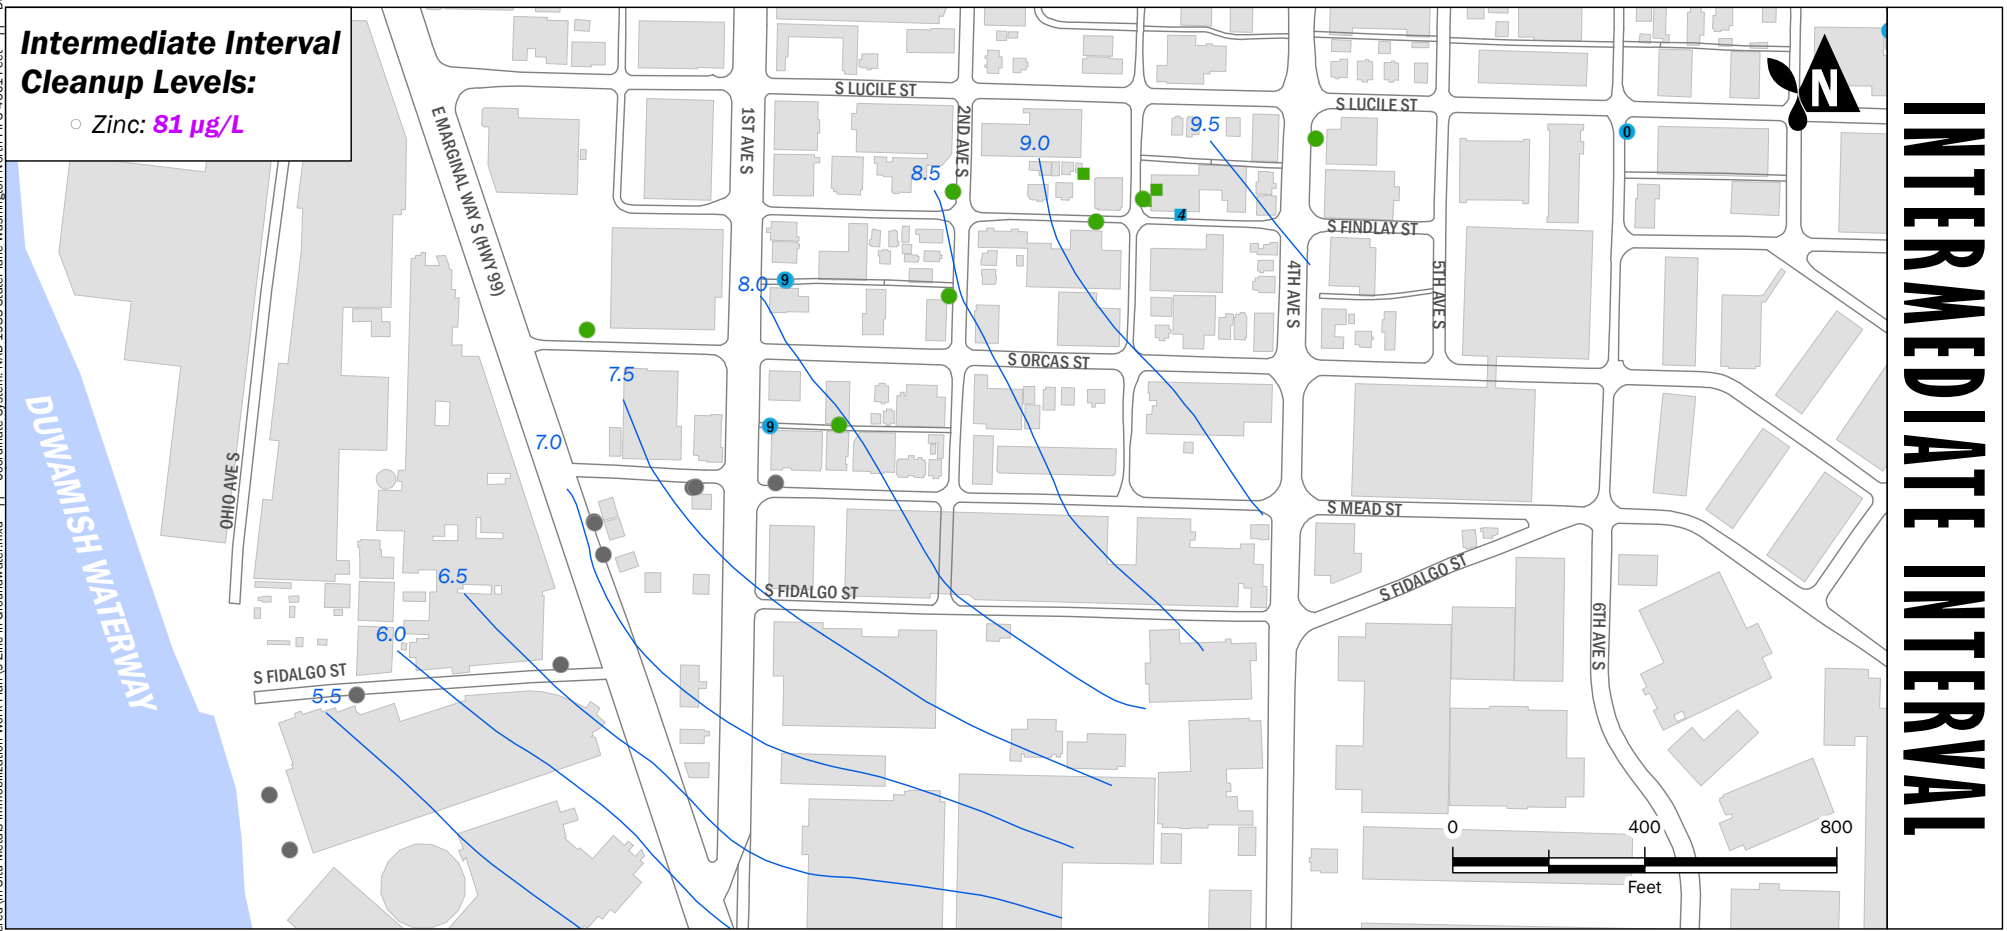 Intermediate Interval
Cleanup Levels:
Zinc: 81 µg/L
S LUCILE ST
S LUCILE ST
E MARGINAL WAY S (HWY 99)
1ST AVE S
2ND AVE S
9.0
9.5
8.5
0
4
S FINDLAY ST
4TH AVE S
5TH AVE S
8.0
9
S ORCAS ST
7.5
7.0
9
OHIO AVE S
DUWAMISH WATERWAY
S MEAD ST
6.5
S FIDALGO ST
S FIDALGO ST
6TH AVE S
6.0
S FIDALGO ST
5.5
N
0 400 800
Feet
INTERMEDIATE INTERVAL